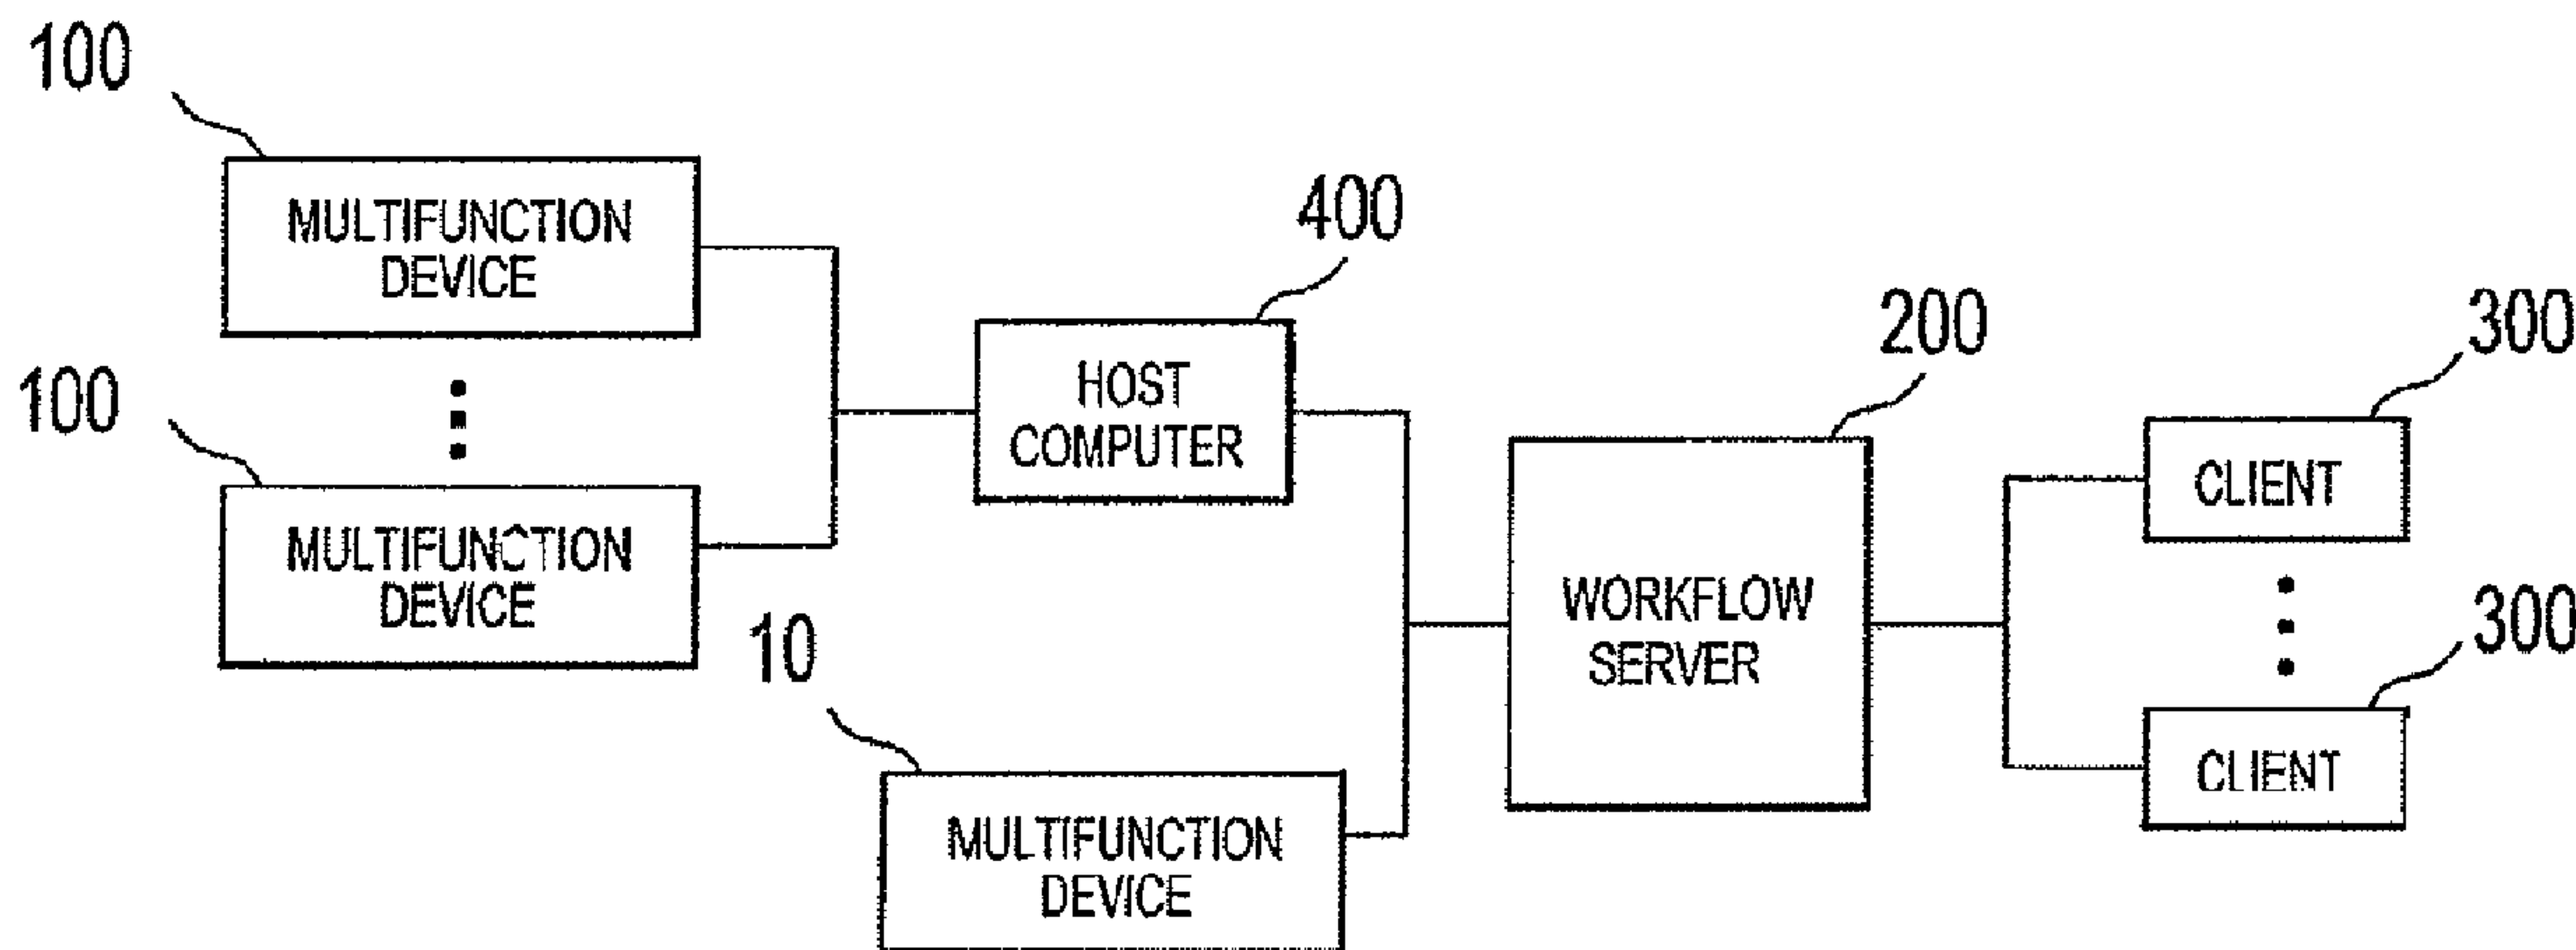 100
MULTIFUNCTION
DEVICE
400
HOST
COMPUTER
200
300
CLIENT
100
MULTIFUNCTION
DEVICE
WORKFLOW
SERVER
10
MULTIFUNCTION
DEVICE
300
CLIENT